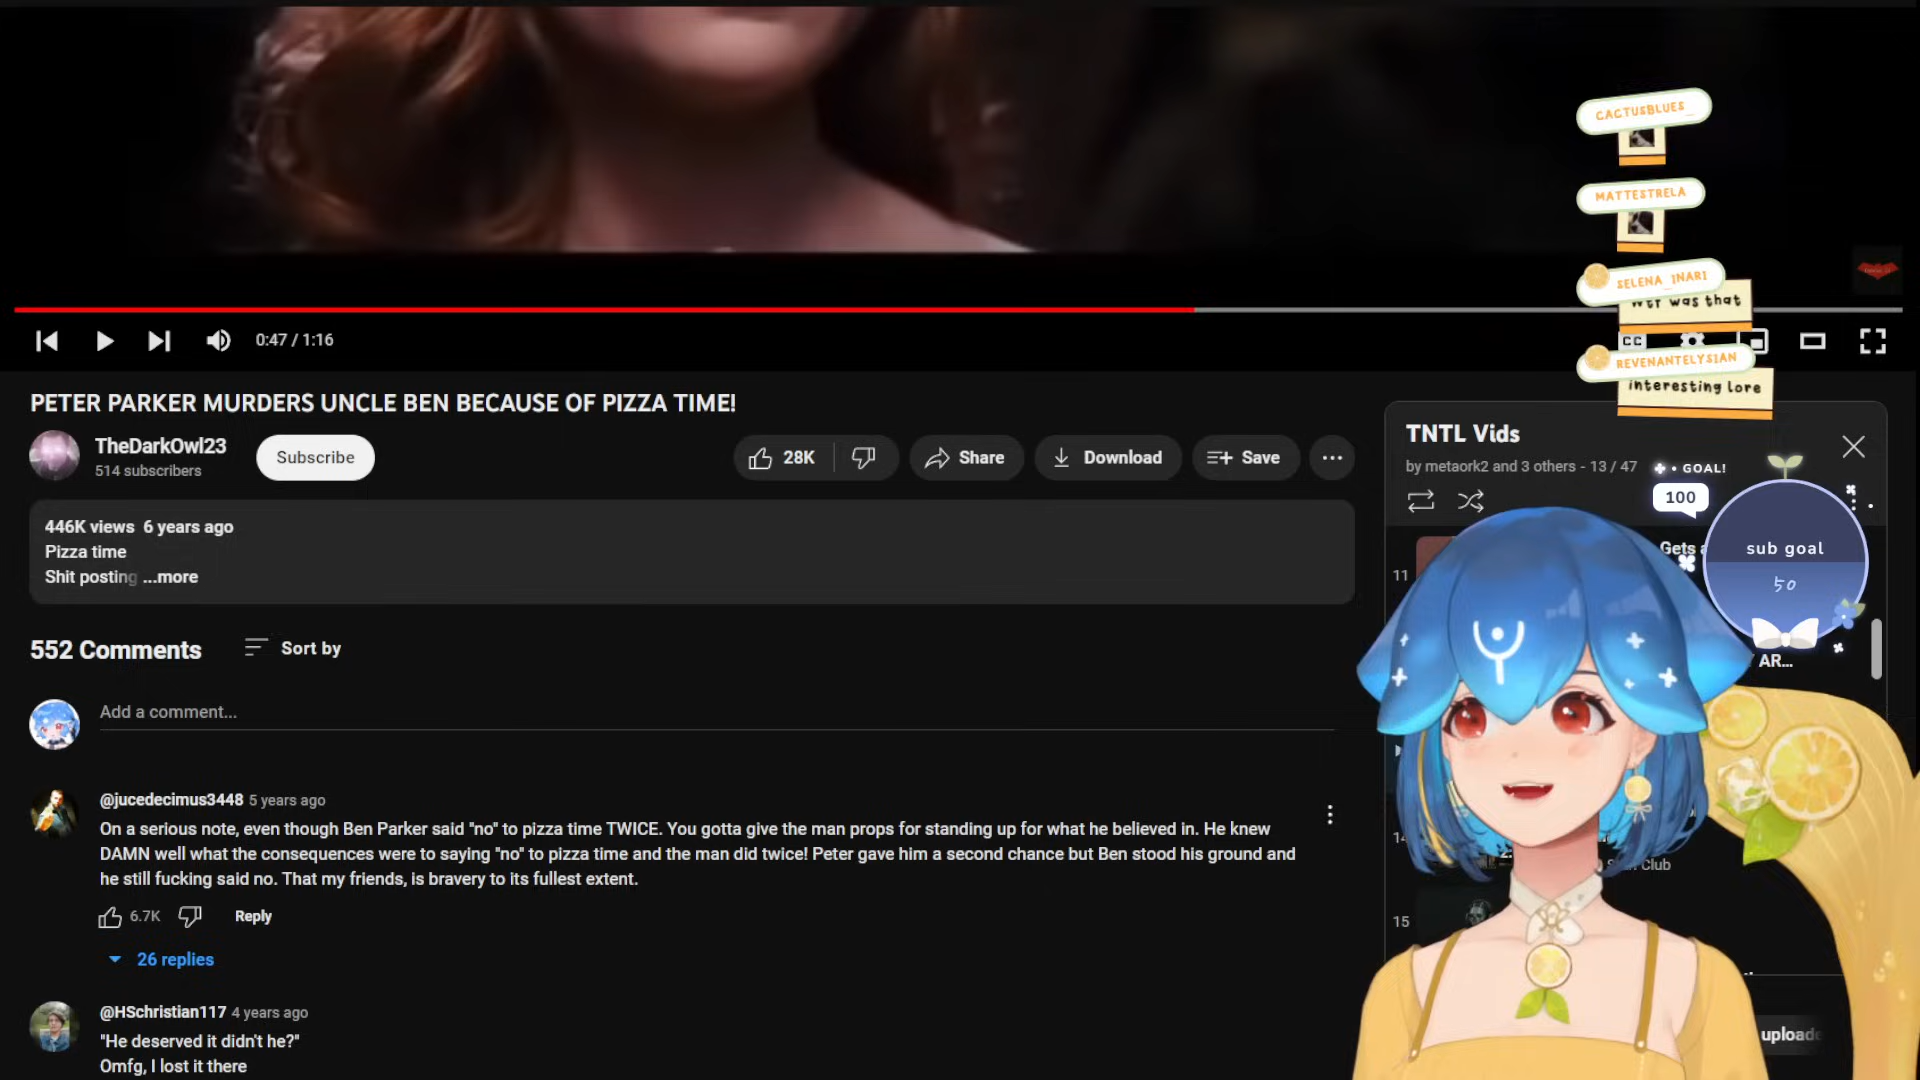 CACTUSBLUES_
MATTESTRELA
SELENA_INARI
wtf was that
REVENANTELYSIAN
interesting lore
0:47 / 1:16
CC
PETER PARKER MURDERS UNCLE BEN BECAUSE OF PIZZA TIME!
TheDarkOwl23
514 subscribers
Subscribe
28K
Share
Download
Save
446K views 6 years ago
Pizza time
Shit posting ...more
552 Comments
Sort by
Add a comment...
@jucedecimus3448 5 years ago
On a serious note, even though Ben Parker said "no" to pizza time TWICE. You gotta give the man props for standing up for what he believed in. He knew
DAMN well what the consequences were to saying "no" to pizza time and the man did twice! Peter gave him a second chance but Ben stood his ground and
he still fucking said no. That my friends, is bravery to its fullest extent.
6.7K
Reply
26 replies
@HSchristian117 4 years ago
"He deserved it didn't he?"
Omfg, I lost it there
TNTL Vids
by metaork2 and 3 others - 13 / 47
• GOAL!
100
sub goal
50
11
Gets
AR...
Club
15